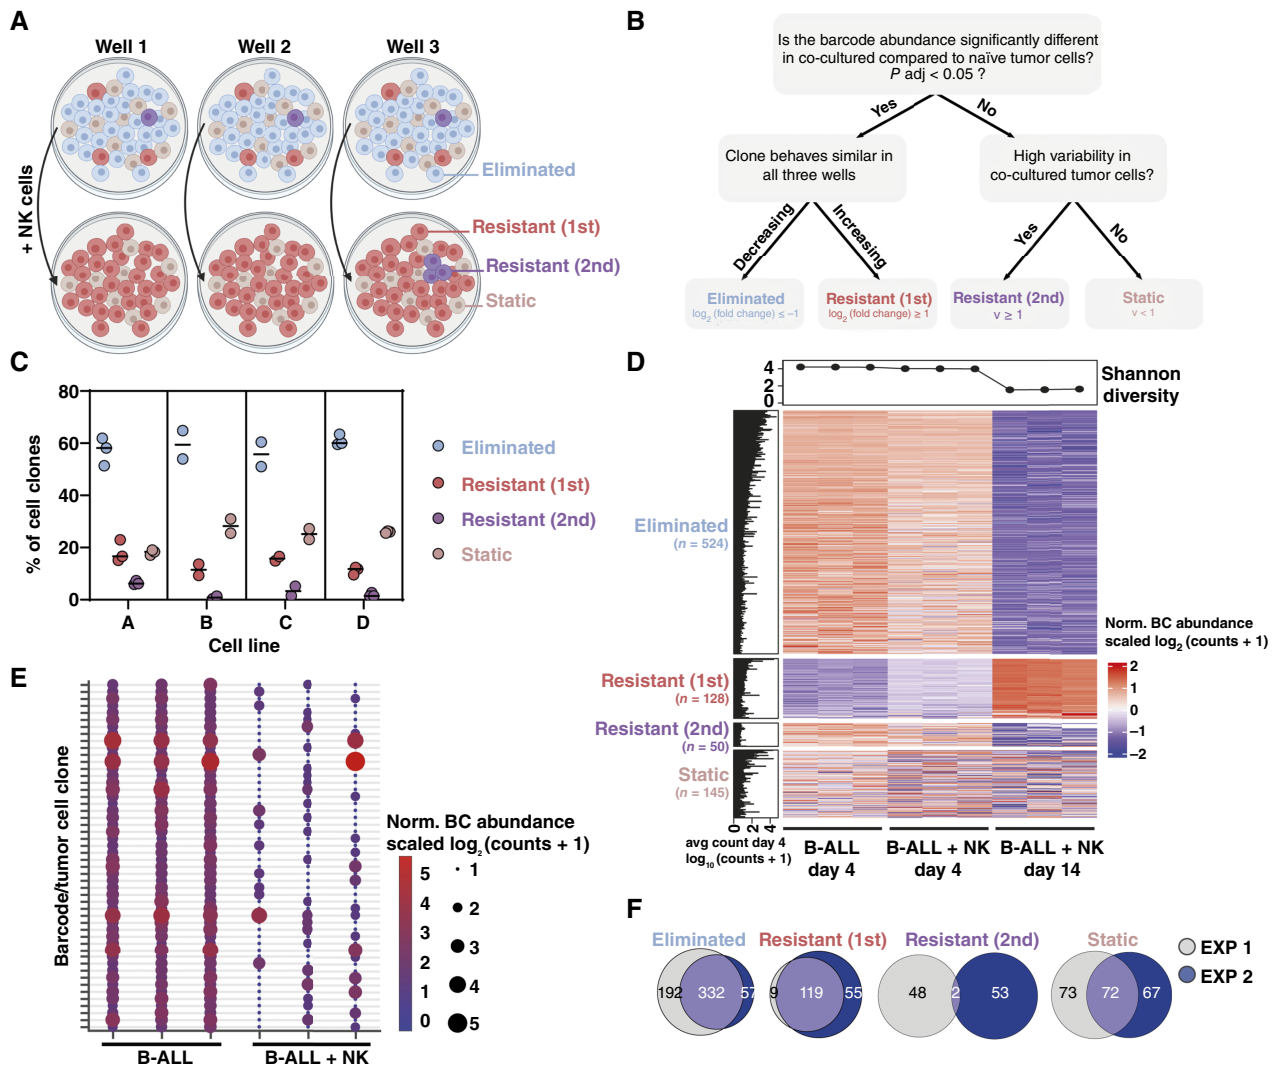 A
Well 1
Well 2
Well 3
+ NK cells
Eliminated
Resistant (1st)
Resistant (2nd)
Static
B
Is the barcode abundance significantly different
in co-cultured compared to naïve tumor cells?
P adj < 0.05 ?
Yes
No
Clone behaves similar in
all three wells
High variability in
co-cultured tumor cells?
Decreasing
Increasing
Yes
No
Eliminated
log2 (fold change) ≤ –1
Resistant (1st)
log2 (fold change) ≥ 1
Resistant (2nd)
v ≥ 1
Static
v < 1
C
% of cell clones
80
60
40
20
0
A
B
C
D
Cell line
Eliminated
Resistant (1st)
Resistant (2nd)
Static
D
4
2
0
Shannon
diversity
Eliminated
(n = 524)
Resistant (1st)
(n = 128)
Resistant (2nd)
(n = 50)
Static
(n = 145)
0
2
4
avg count day 4
log10 (counts + 1)
B-ALL
day 4
B-ALL + NK
day 4
B-ALL + NK
day 14
Norm. BC abundance
scaled log2 (counts + 1)
2
1
0
−1
−2
E
Barcode/tumor cell clone
B-ALL
B-ALL + NK
Norm. BC abundance
scaled log2 (counts + 1)
5
4
3
2
1
0
1
2
3
4
5
F
Eliminated
192
332
57
Resistant (1st)
9
119
55
Resistant (2nd)
48
2
53
Static
73
72
67
EXP 1
EXP 2